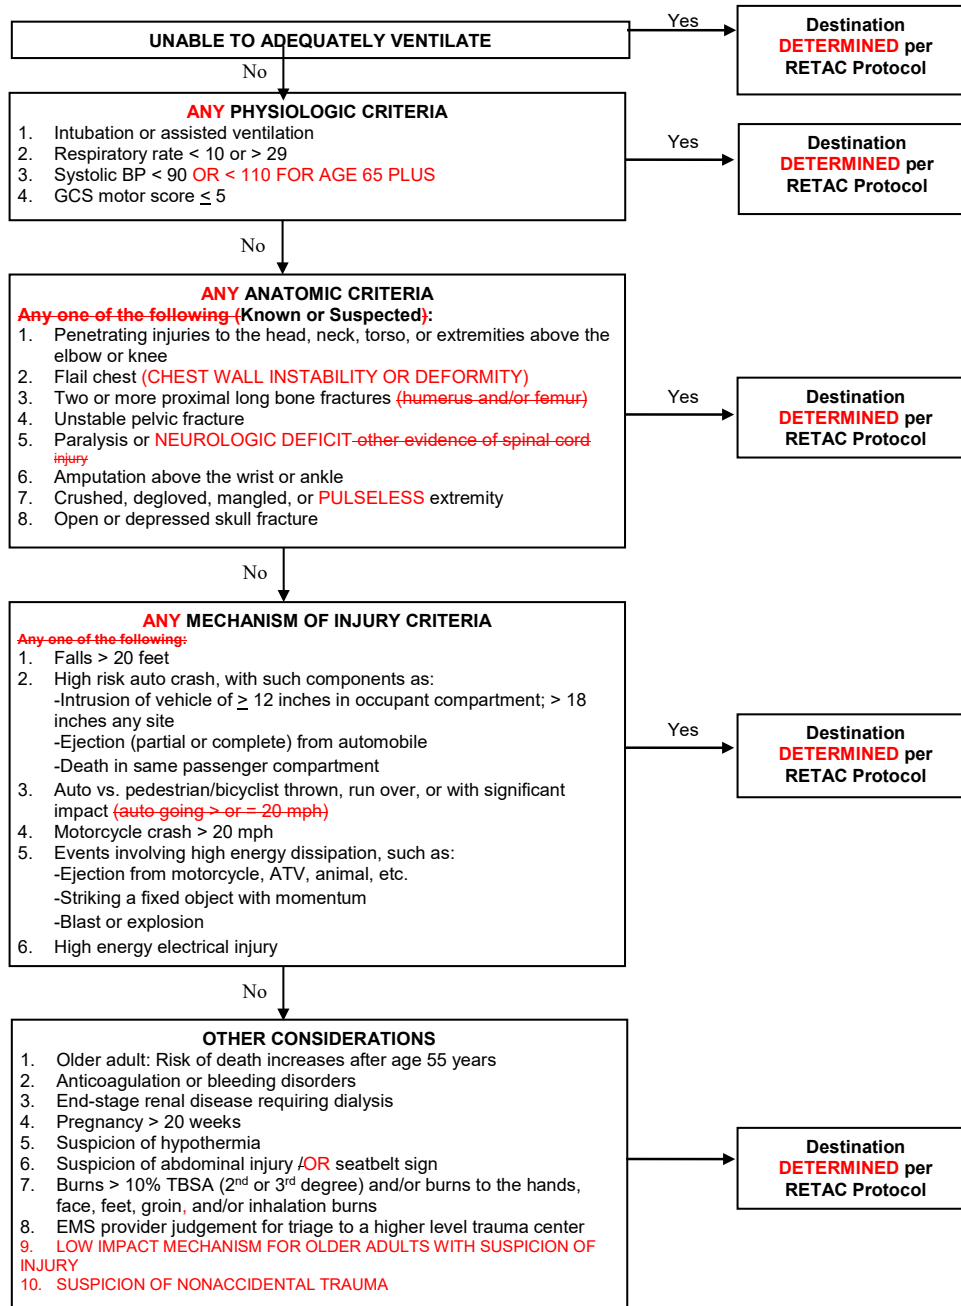 UNABLE TO ADEQUATELY VENTILATE
Yes
Destination
DETERMINED per
RETAC Protocol
No
ANY PHYSIOLOGIC CRITERIA
1. Intubation or assisted ventilation
2. Respiratory rate < 10 or > 29
3. Systolic BP < 90 OR < 110 FOR AGE 65 PLUS
4. GCS motor score ≤ 5
Yes
Destination
DETERMINED per
RETAC Protocol
No
ANY ANATOMIC CRITERIA
Any one of the following (Known or Suspected):
1. Penetrating injuries to the head, neck, torso, or extremities above the
elbow or knee
2. Flail chest (CHEST WALL INSTABILITY OR DEFORMITY)
3. Two or more proximal long bone fractures (humerus and/or femur)
4. Unstable pelvic fracture
5. Paralysis or NEUROLOGIC DEFICIT other evidence of spinal cord
injury
6. Amputation above the wrist or ankle
7. Crushed, degloved, mangled, or PULSELESS extremity
8. Open or depressed skull fracture
Yes
Destination
DETERMINED per
RETAC Protocol
No
ANY MECHANISM OF INJURY CRITERIA
Any one of the following:
1. Falls > 20 feet
2. High risk auto crash, with such components as:
-Intrusion of vehicle of ≥ 12 inches in occupant compartment; > 18
inches any site
-Ejection (partial or complete) from automobile
-Death in same passenger compartment
3. Auto vs. pedestrian/bicyclist thrown, run over, or with significant
impact (auto going > or = 20 mph)
4. Motorcycle crash > 20 mph
5. Events involving high energy dissipation, such as:
-Ejection from motorcycle, ATV, animal, etc.
-Striking a fixed object with momentum
-Blast or explosion
6. High energy electrical injury
Yes
Destination
DETERMINED per
RETAC Protocol
No
OTHER CONSIDERATIONS
1. Older adult: Risk of death increases after age 55 years
2. Anticoagulation or bleeding disorders
3. End-stage renal disease requiring dialysis
4. Pregnancy > 20 weeks
5. Suspicion of hypothermia
6. Suspicion of abdominal injury /OR seatbelt sign
7. Burns > 10% TBSA (2nd or 3rd degree) and/or burns to the hands,
face, feet, groin, and/or inhalation burns
8. EMS provider judgement for triage to a higher level trauma center
9. LOW IMPACT MECHANISM FOR OLDER ADULTS WITH SUSPICION OF
INJURY
10. SUSPICION OF NONACCIDENTAL TRAUMA
Destination
DETERMINED per
RETAC Protocol